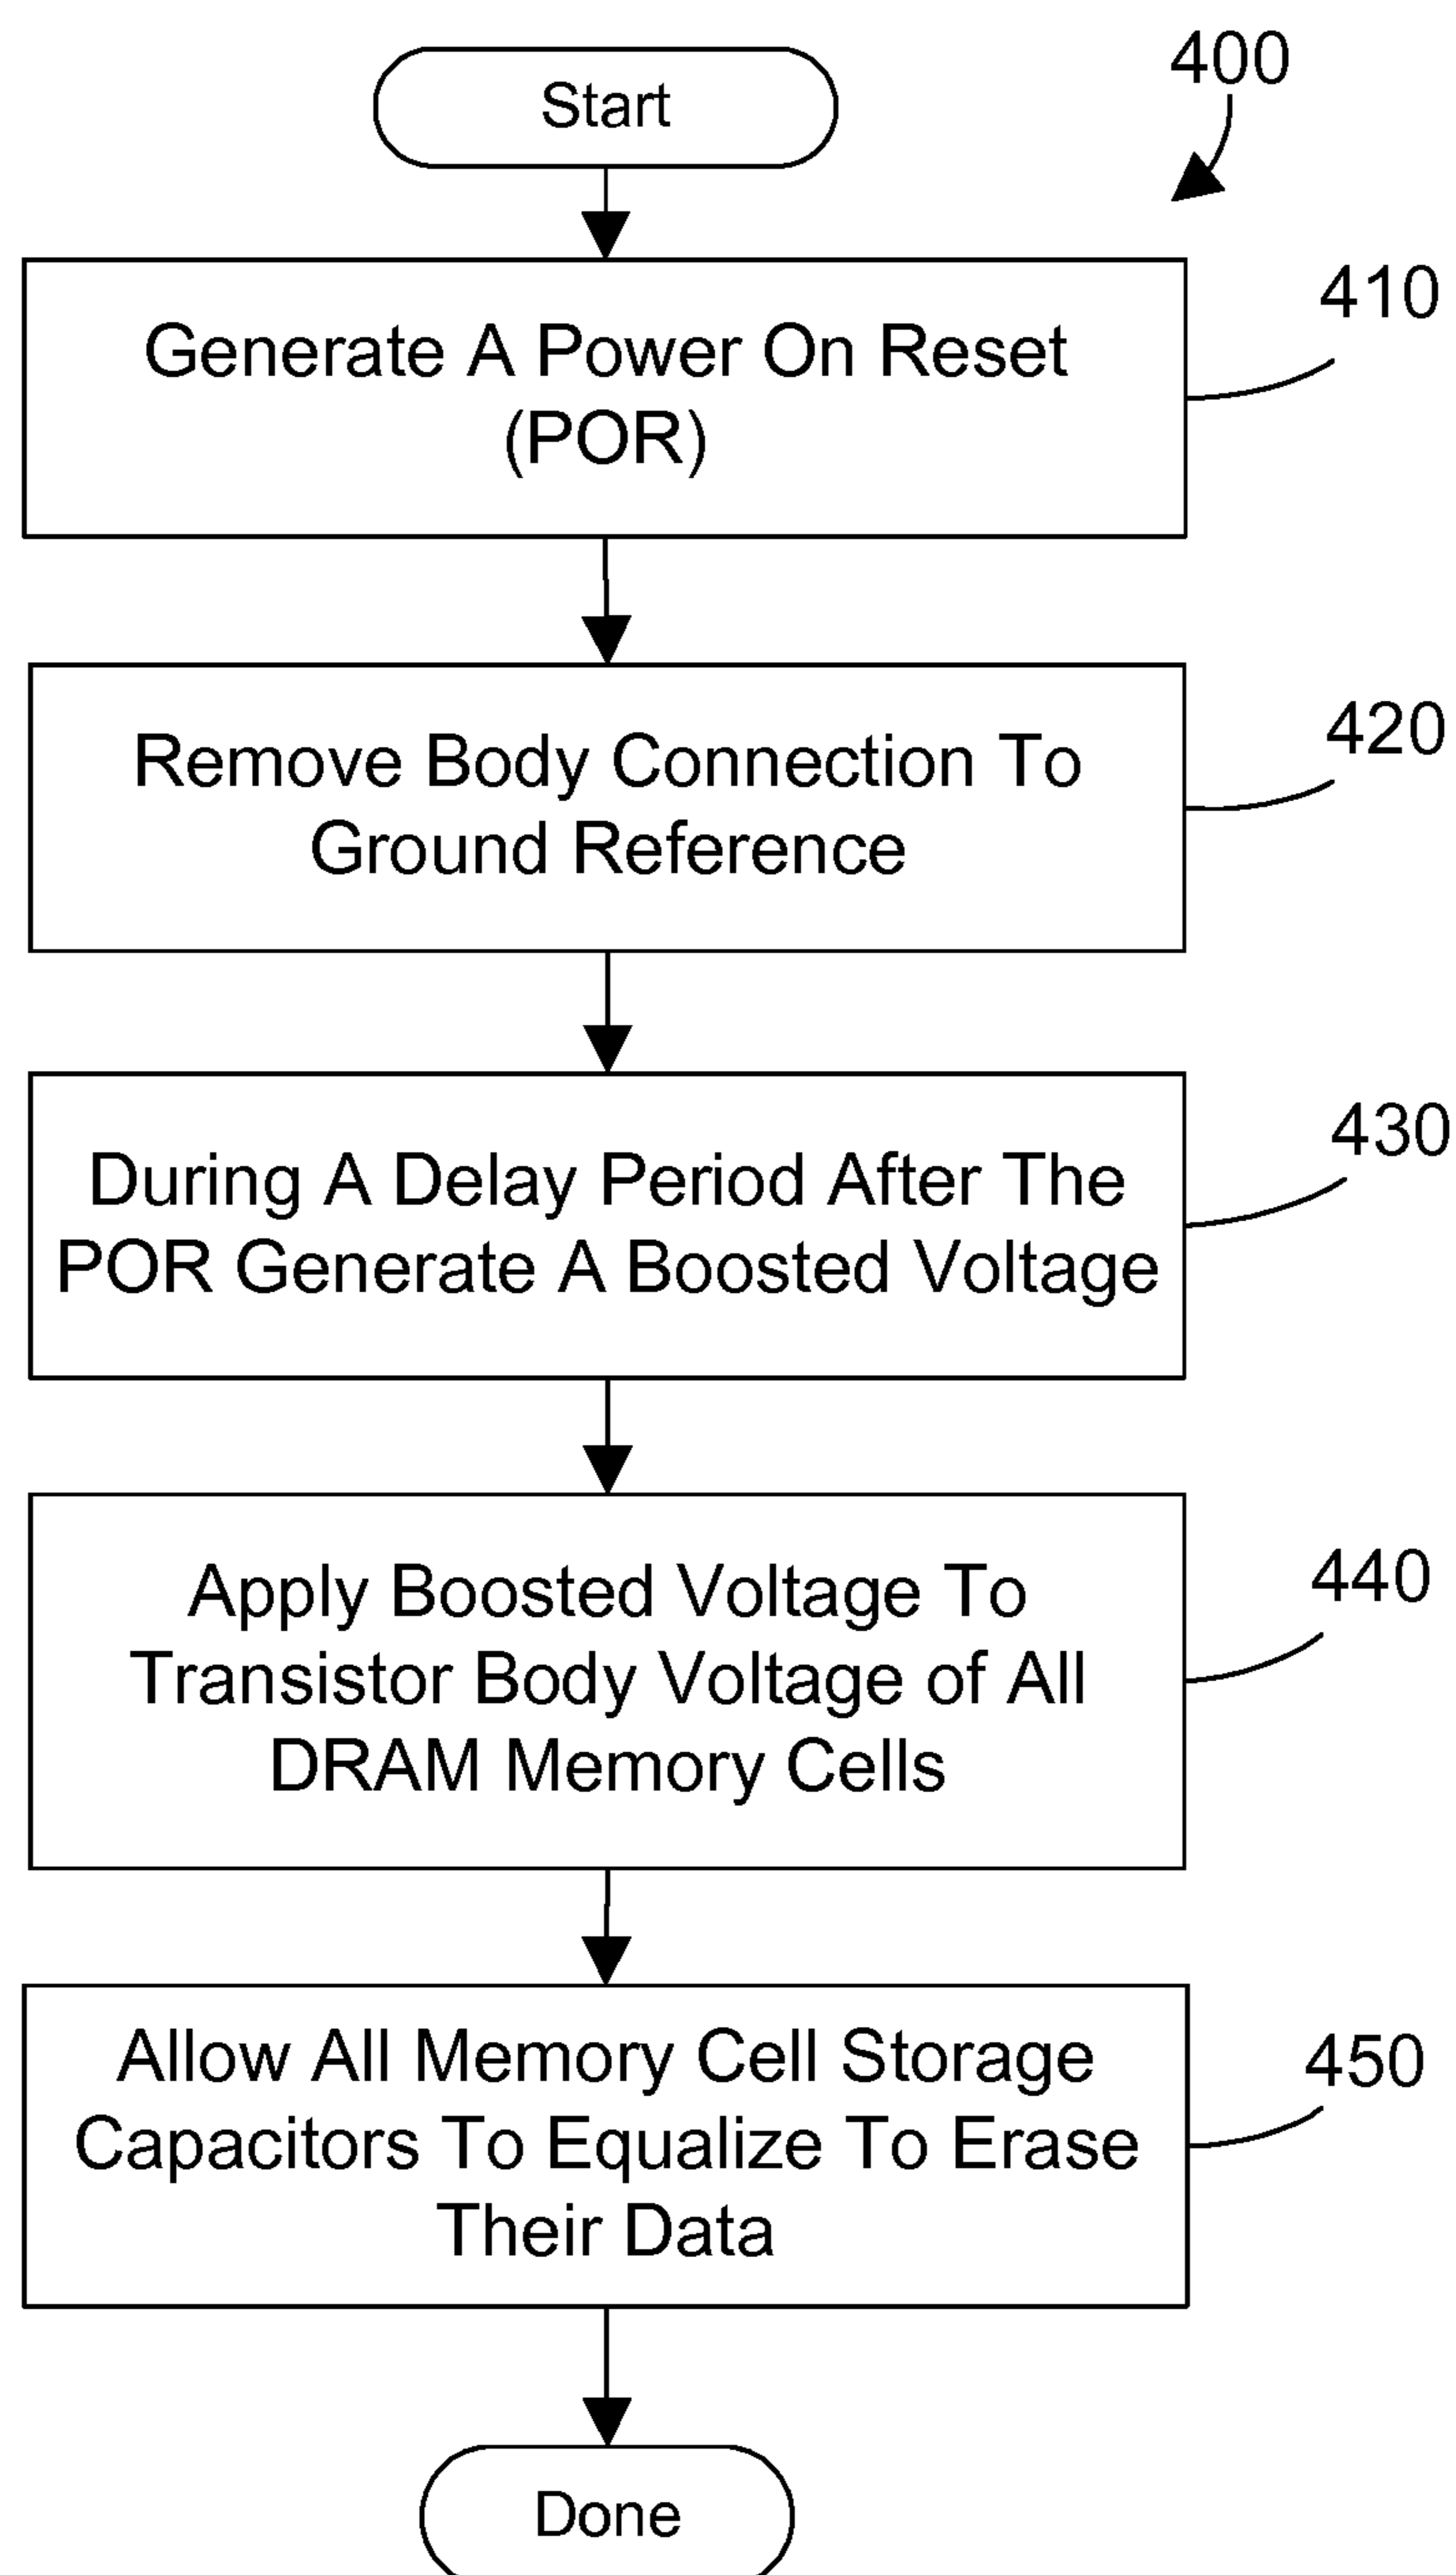 400
Start
410
Generate A Power On Reset
(POR)
420
Remove Body Connection To
Ground Reference
430
During A Delay Period After The
POR Generate A Boosted Voltage
440
Apply Boosted Voltage To
Transistor Body Voltage of All
DRAM Memory Cells
450
Allow All Memory Cell Storage
Capacitors To Equalize To Erase
Their Data
Done